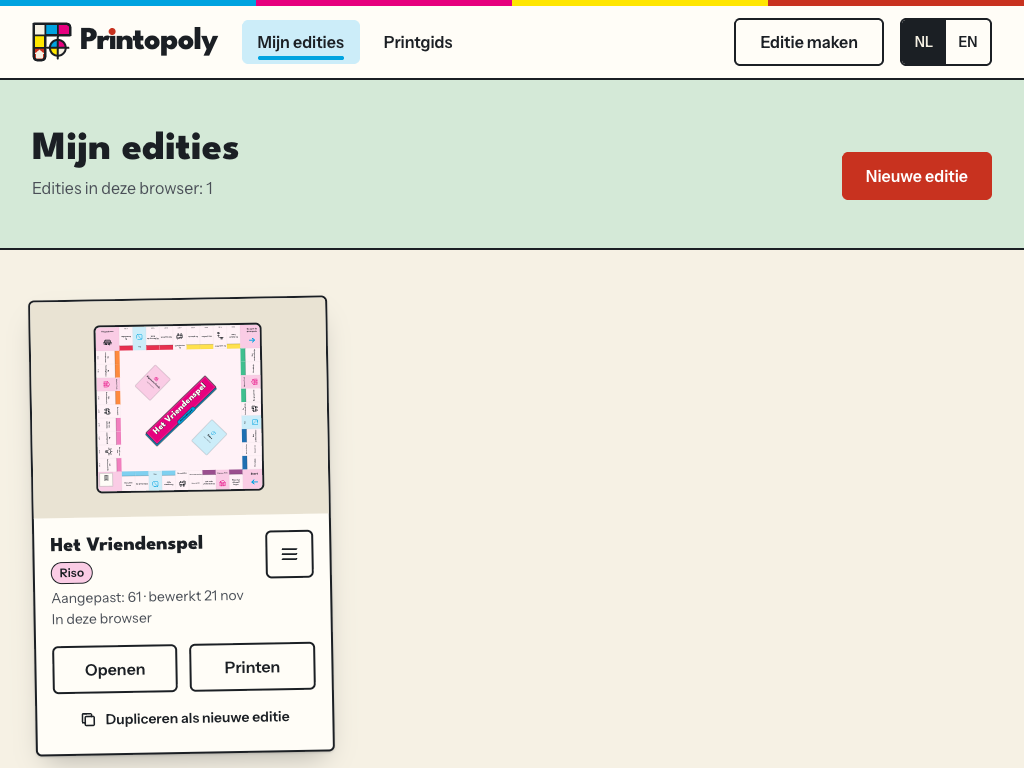 Printopoly
Mijn edities
Printgids
Editie maken
NL
EN
Mijn edities
Edities in deze browser: 1
Nieuwe editie
Het Vriendenspel
Het Vriendenspel
Riso
Aangepast: 61 · bewerkt 21 nov
In deze browser
Openen
Printen
Dupliceren als nieuwe editie